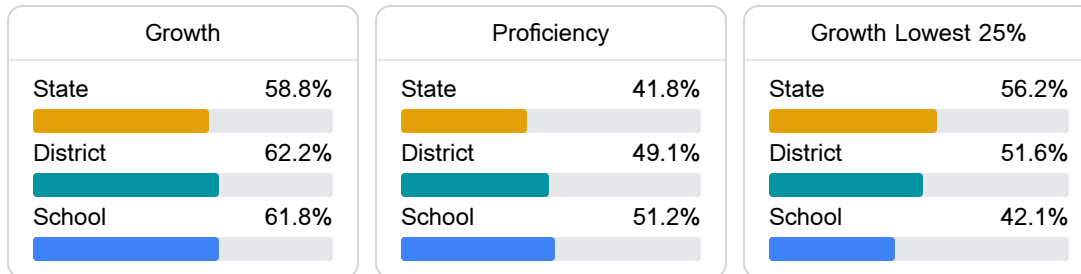 Growth
State 58.8%
District 62.2%
School 61.8%
Proficiency
State 41.8%
District 49.1%
School 51.2%
Growth Lowest 25%
State 56.2%
District 51.6%
School 42.1%